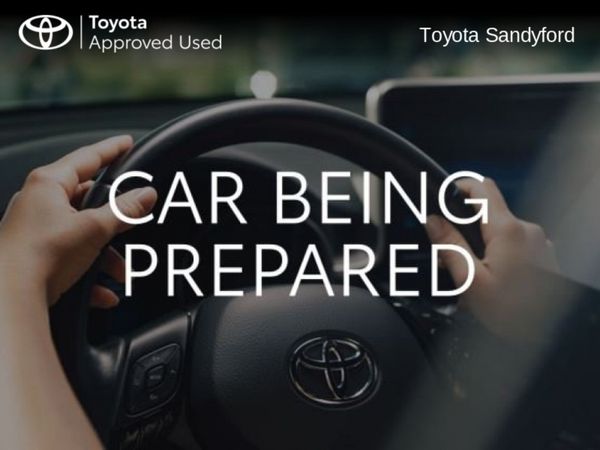 Toyota
Approved Used
Toyota Sandyford
CAR BEING
PREPARED